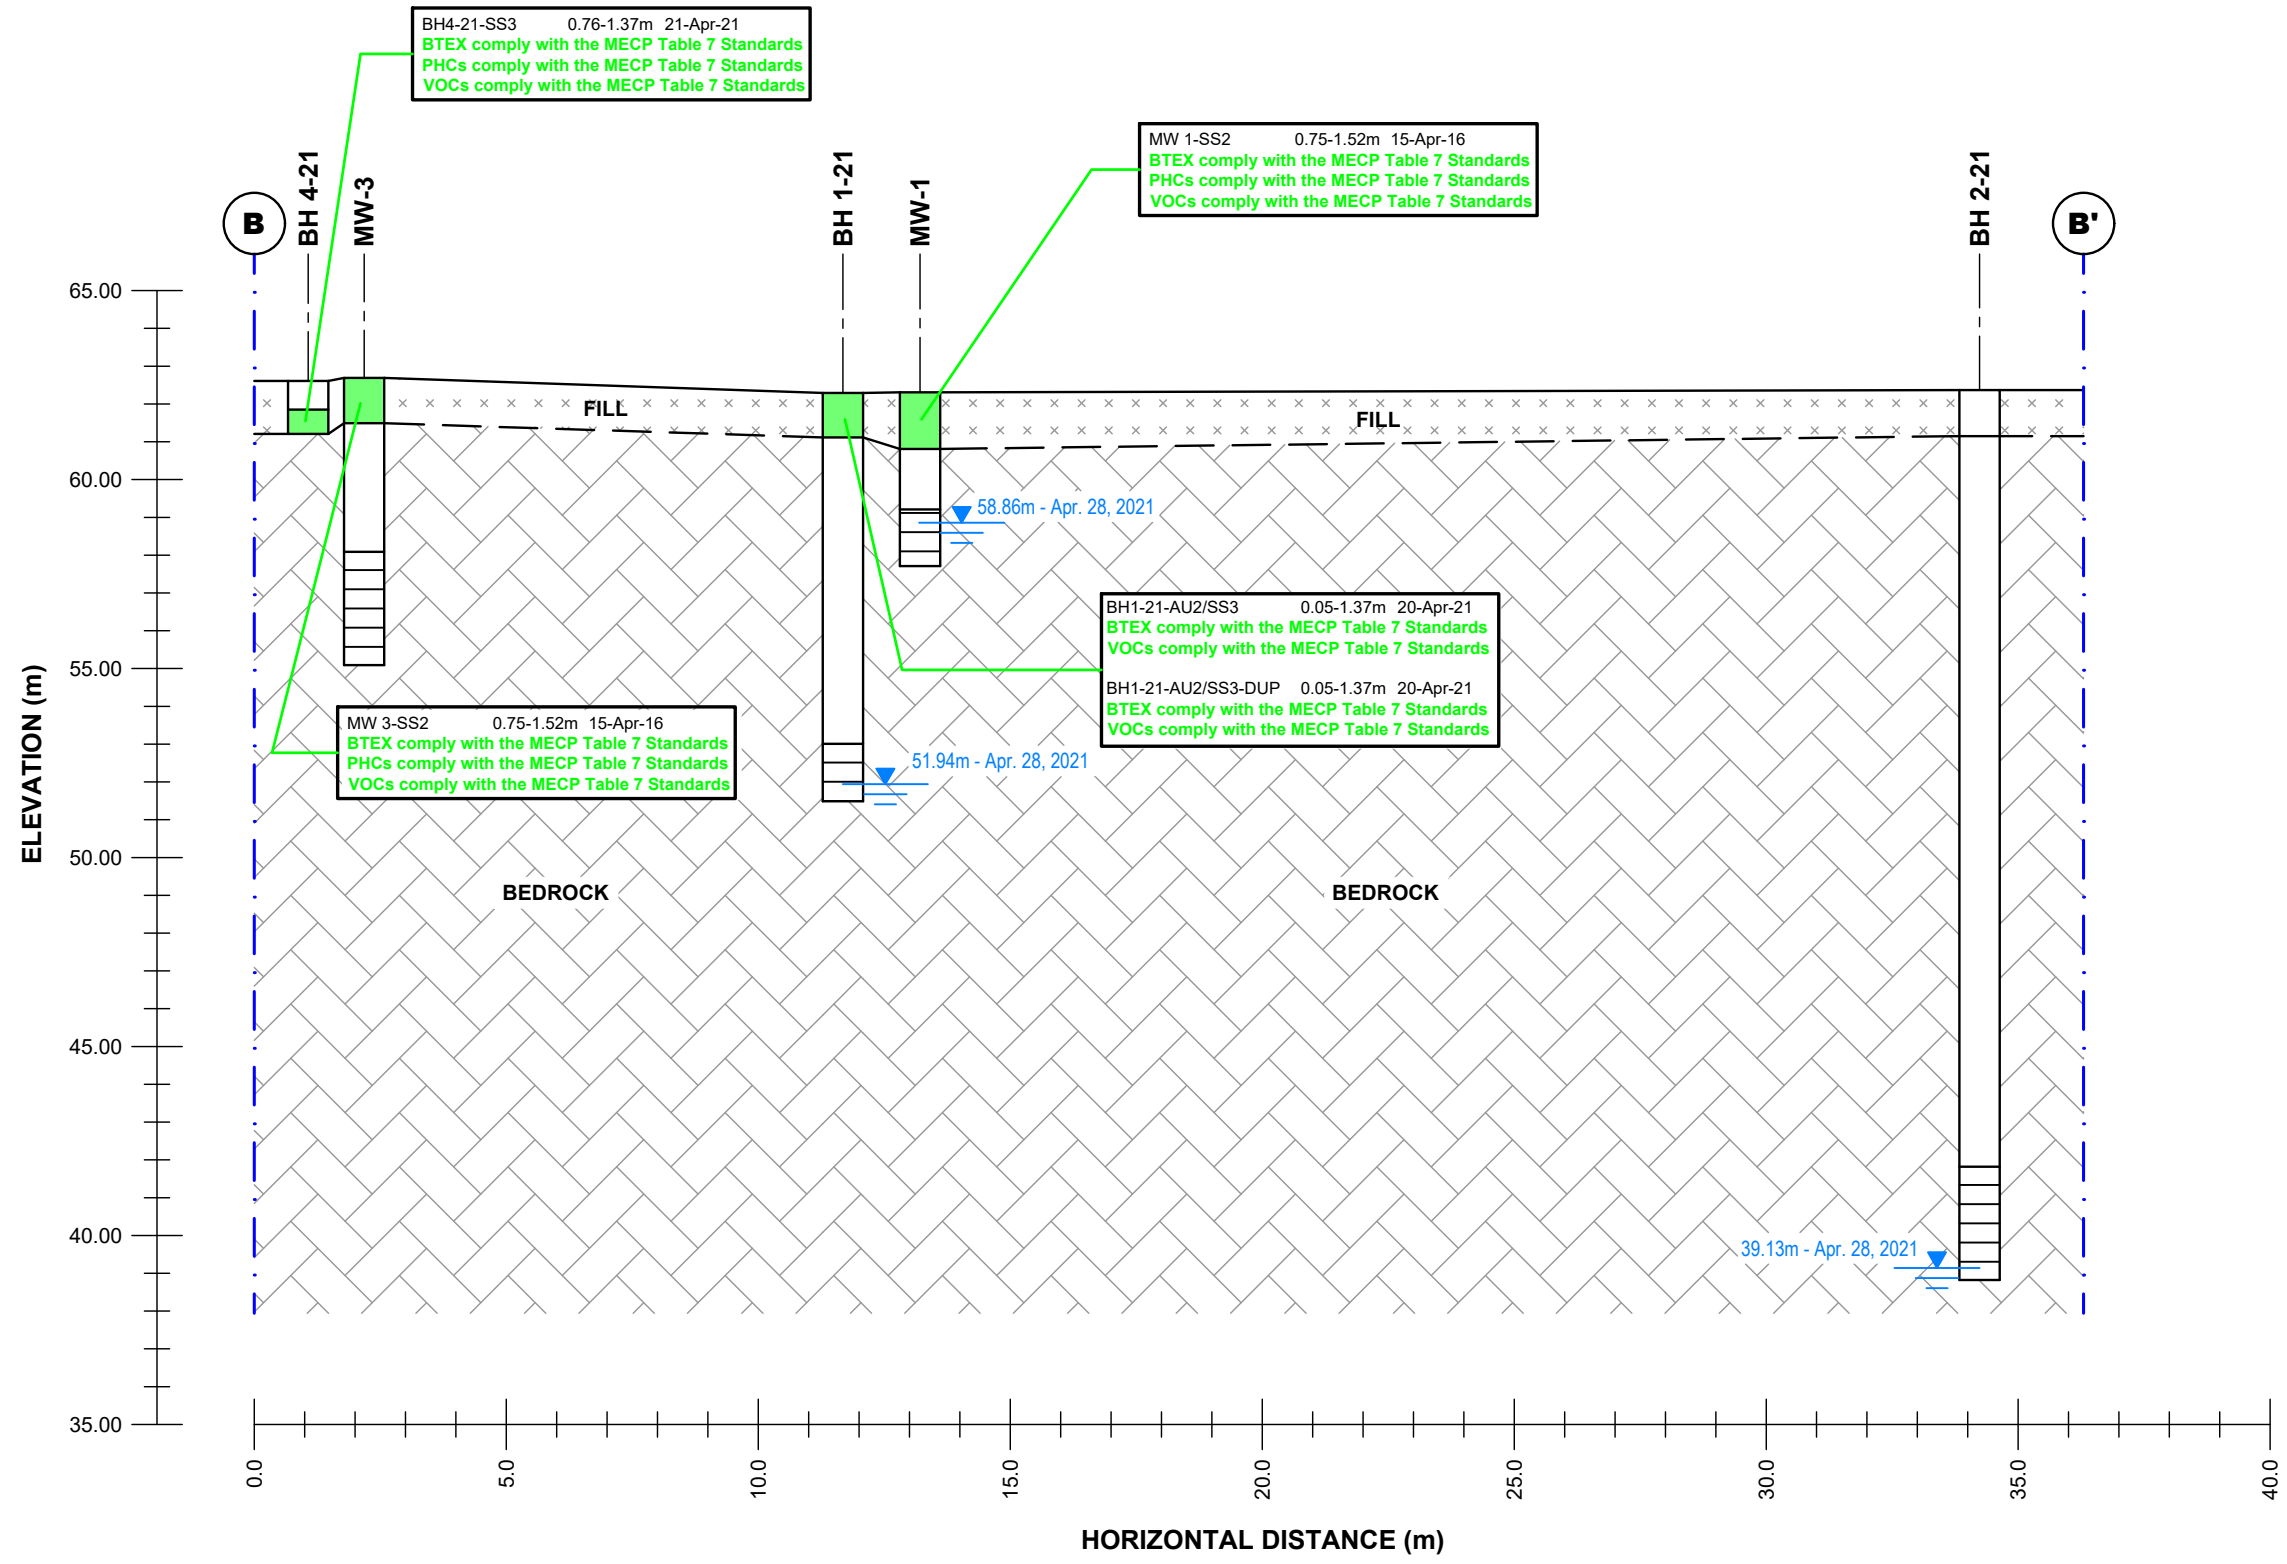 BH4-21-SS3 0.76-1.37m 21-Apr-21
BTEX comply with the MECP Table 7 Standards
PHCs comply with the MECP Table 7 Standards
VOCs comply with the MECP Table 7 Standards
MW 1-SS2 0.75-1.52m 15-Apr-16
BTEX comply with the MECP Table 7 Standards
PHCs comply with the MECP Table 7 Standards
VOCs comply with the MECP Table 7 Standards
B
BH 4-21
MW-3
BH 1-21
MW-1
BH 2-21
B'
65.00
60.00
55.00
50.00
45.00
40.00
35.00
ELEVATION (m)
FILL
FILL
58.86m - Apr. 28, 2021
BH1-21-AU2/SS3 0.05-1.37m 20-Apr-21
BTEX comply with the MECP Table 7 Standards
VOCs comply with the MECP Table 7 Standards
BH1-21-AU2/SS3-DUP 0.05-1.37m 20-Apr-21
BTEX comply with the MECP Table 7 Standards
VOCs comply with the MECP Table 7 Standards
MW 3-SS2 0.75-1.52m 15-Apr-16
BTEX comply with the MECP Table 7 Standards
PHCs comply with the MECP Table 7 Standards
VOCs comply with the MECP Table 7 Standards
51.94m - Apr. 28, 2021
BEDROCK
BEDROCK
39.13m - Apr. 28, 2021
0.0
5.0
10.0
15.0
20.0
25.0
30.0
35.0
40.0
HORIZONTAL DISTANCE (m)